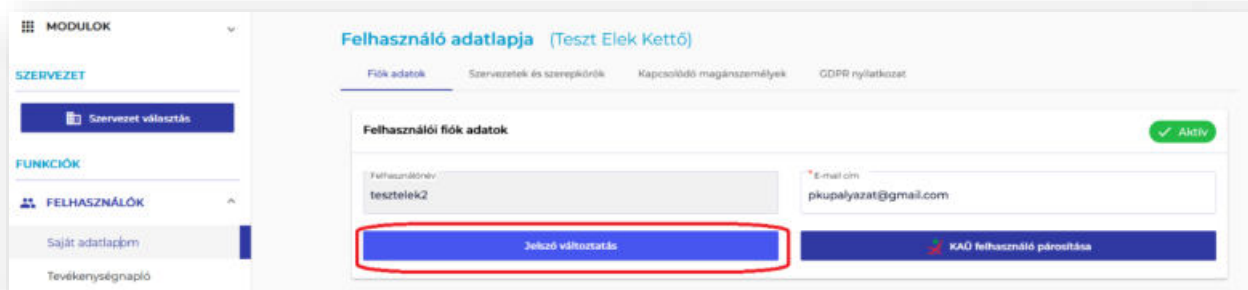 MODULOK
SZERVEZET
Szervezet választás
FUNKCIÓK
FELHASZNÁLÓK
Saját adatlapom
Tevékenységnapló
Felhasználó adatlapja (Teszt Elek Kettő)
Fiók adatok Szervezetek és szerepkörök Kapcsolódó magánszemélyek GDPR nyilatkozat
Felhasználói fiók adatok
Aktív
Felhasználónév
tesztelek2
* E-mail cím
pkupalyazat@gmail.com
Jelszó változtatás
KAÜ felhasználó párosítása